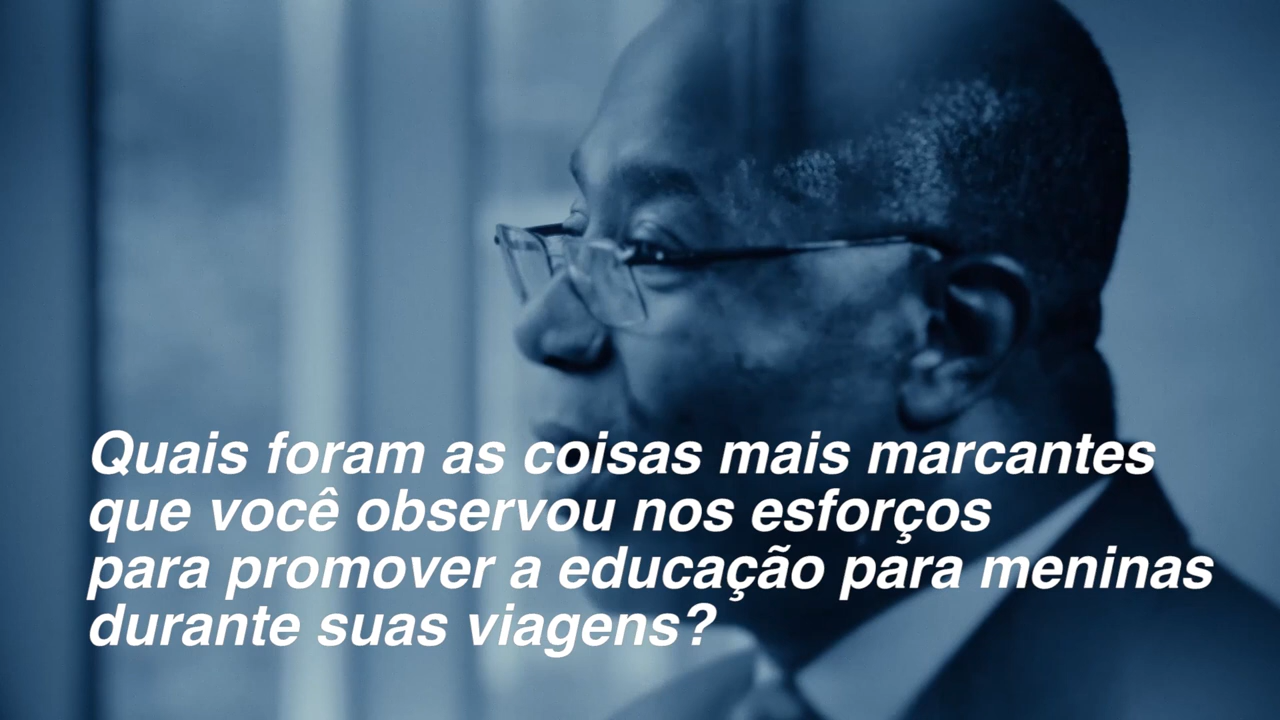 Quais foram as coisas mais marcantes
que você observou nos esforços
para promover a educação para meninas
durante suas viagens?